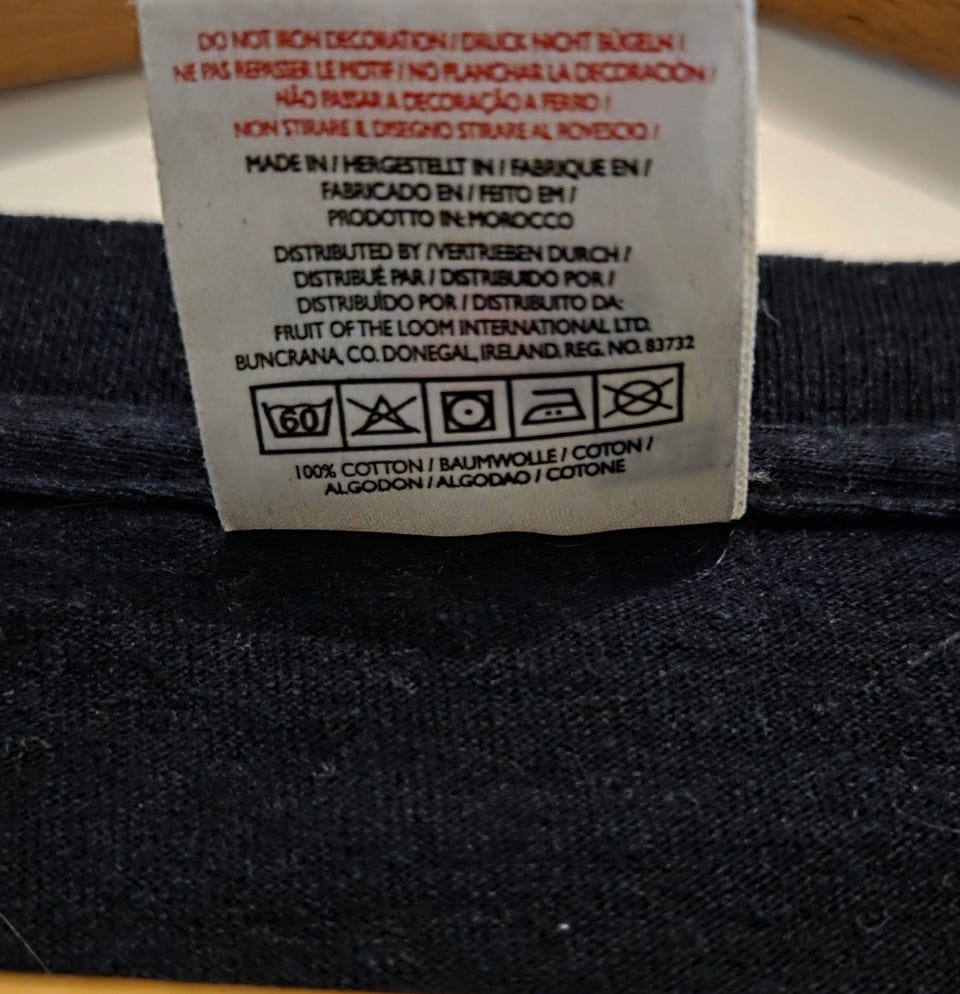 DO NOT IRON DECORATION / DRUCK NICHT BÜGELN /
NE PAS REPASSER LE MOTIF / NO PLANCHAR LA DECORACIÓN /
NÃO PASSAR A DECORAÇÃO A FERRO /
NON STIRARE IL DISEGNO STIRARE AL ROVESCIO /
MADE IN / HERGESTELLT IN / FABRIQUE EN /
FABRICADO EN / FEITO EM /
PRODOTTO IN: MOROCCO
DISTRIBUTED BY / VERTRIEBEN DURCH /
DISTRIBUÉ PAR / DISTRIBUIDO POR /
DISTRIBUÍDO POR / DISTRIBUITO DA:
FRUIT OF THE LOOM INTERNATIONAL LTD.
BUNCRANA, CO. DONEGAL, IRELAND. REG. NO. 83732
60
100% COTTON / BAUMWOLLE / COTON /
ALGODON / ALGODAO / COTONE